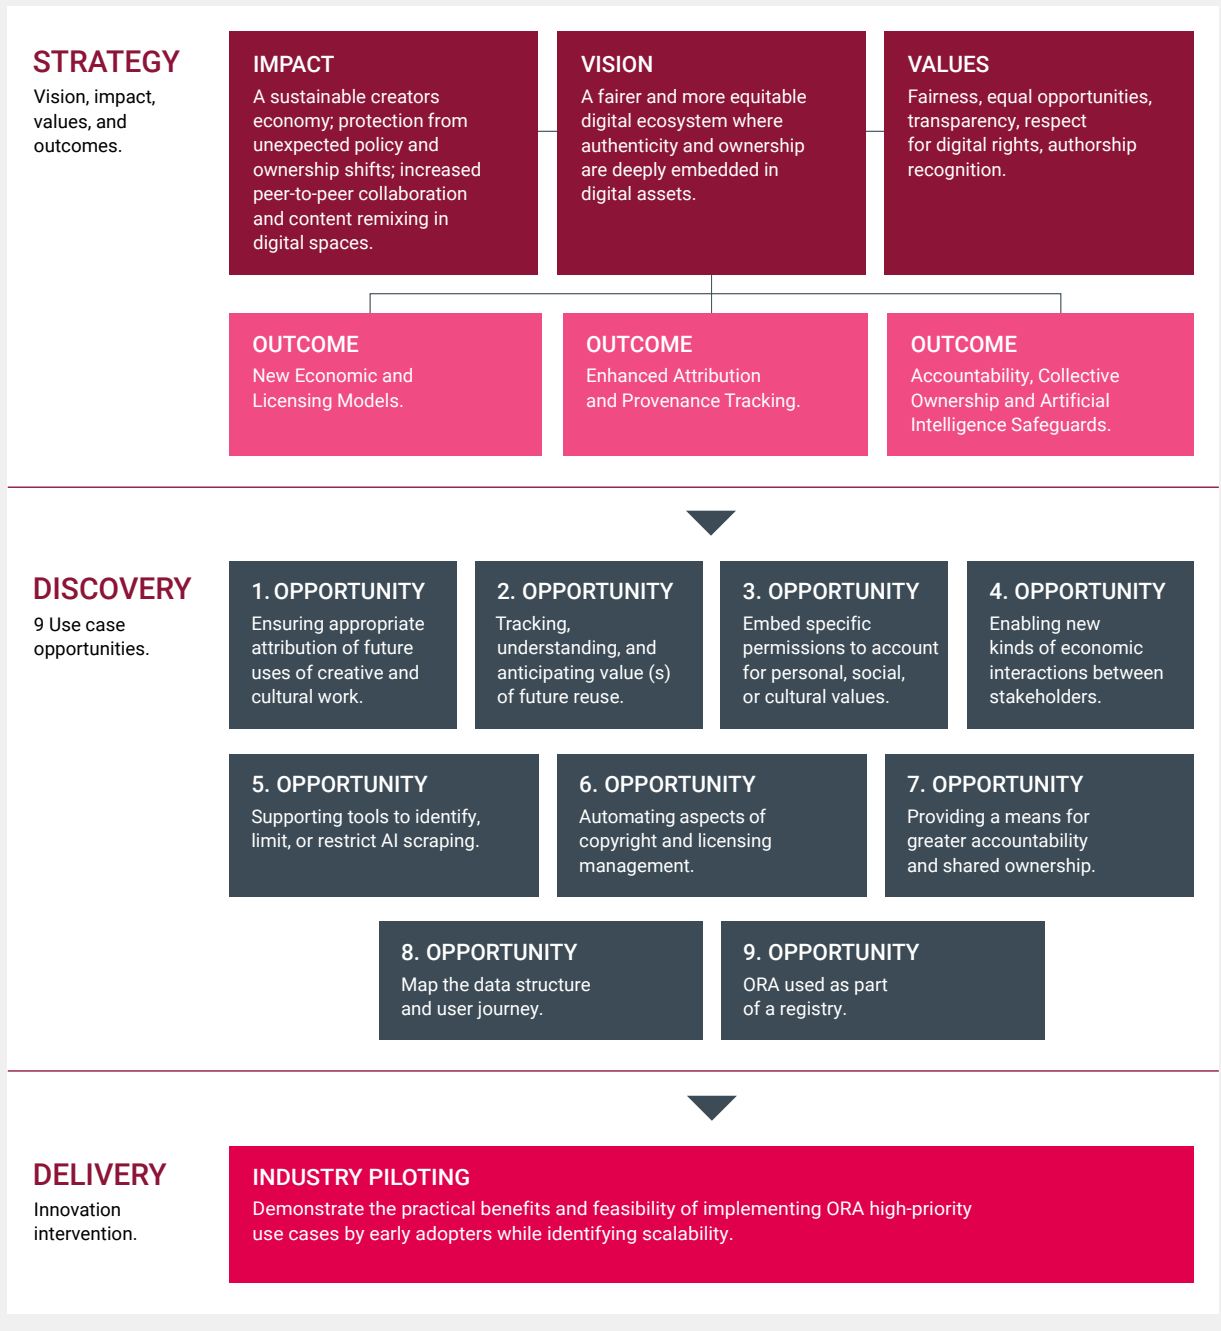 STRATEGY
Vision, impact,
values, and
outcomes.
IMPACT
A sustainable creators
economy; protection from
unexpected policy and
ownership shifts; increased
peer-to-peer collaboration
and content remixing in
digital spaces.
VISION
A fairer and more equitable
digital ecosystem where
authenticity and ownership
are deeply embedded in
digital assets.
VALUES
Fairness, equal opportunities,
transparency, respect
for digital rights, authorship
recognition.
OUTCOME
New Economic and
Licensing Models.
OUTCOME
Enhanced Attribution
and Provenance Tracking.
OUTCOME
Accountability, Collective
Ownership and Artificial
Intelligence Safeguards.
DISCOVERY
9 Use case
opportunities.
1. OPPORTUNITY
Ensuring appropriate
attribution of future
uses of creative and
cultural work.
2. OPPORTUNITY
Tracking,
understanding, and
anticipating value (s)
of future reuse.
3. OPPORTUNITY
Embed specific
permissions to account
for personal, social,
or cultural values.
4. OPPORTUNITY
Enabling new
kinds of economic
interactions between
stakeholders.
5. OPPORTUNITY
Supporting tools to identify,
limit, or restrict AI scraping.
6. OPPORTUNITY
Automating aspects of
copyright and licensing
management.
7. OPPORTUNITY
Providing a means for
greater accountability
and shared ownership.
8. OPPORTUNITY
Map the data structure
and user journey.
9. OPPORTUNITY
ORA used as part
of a registry.
DELIVERY
Innovation
intervention.
INDUSTRY PILOTING
Demonstrate the practical benefits and feasibility of implementing ORA high-priority
use cases by early adopters while identifying scalability.